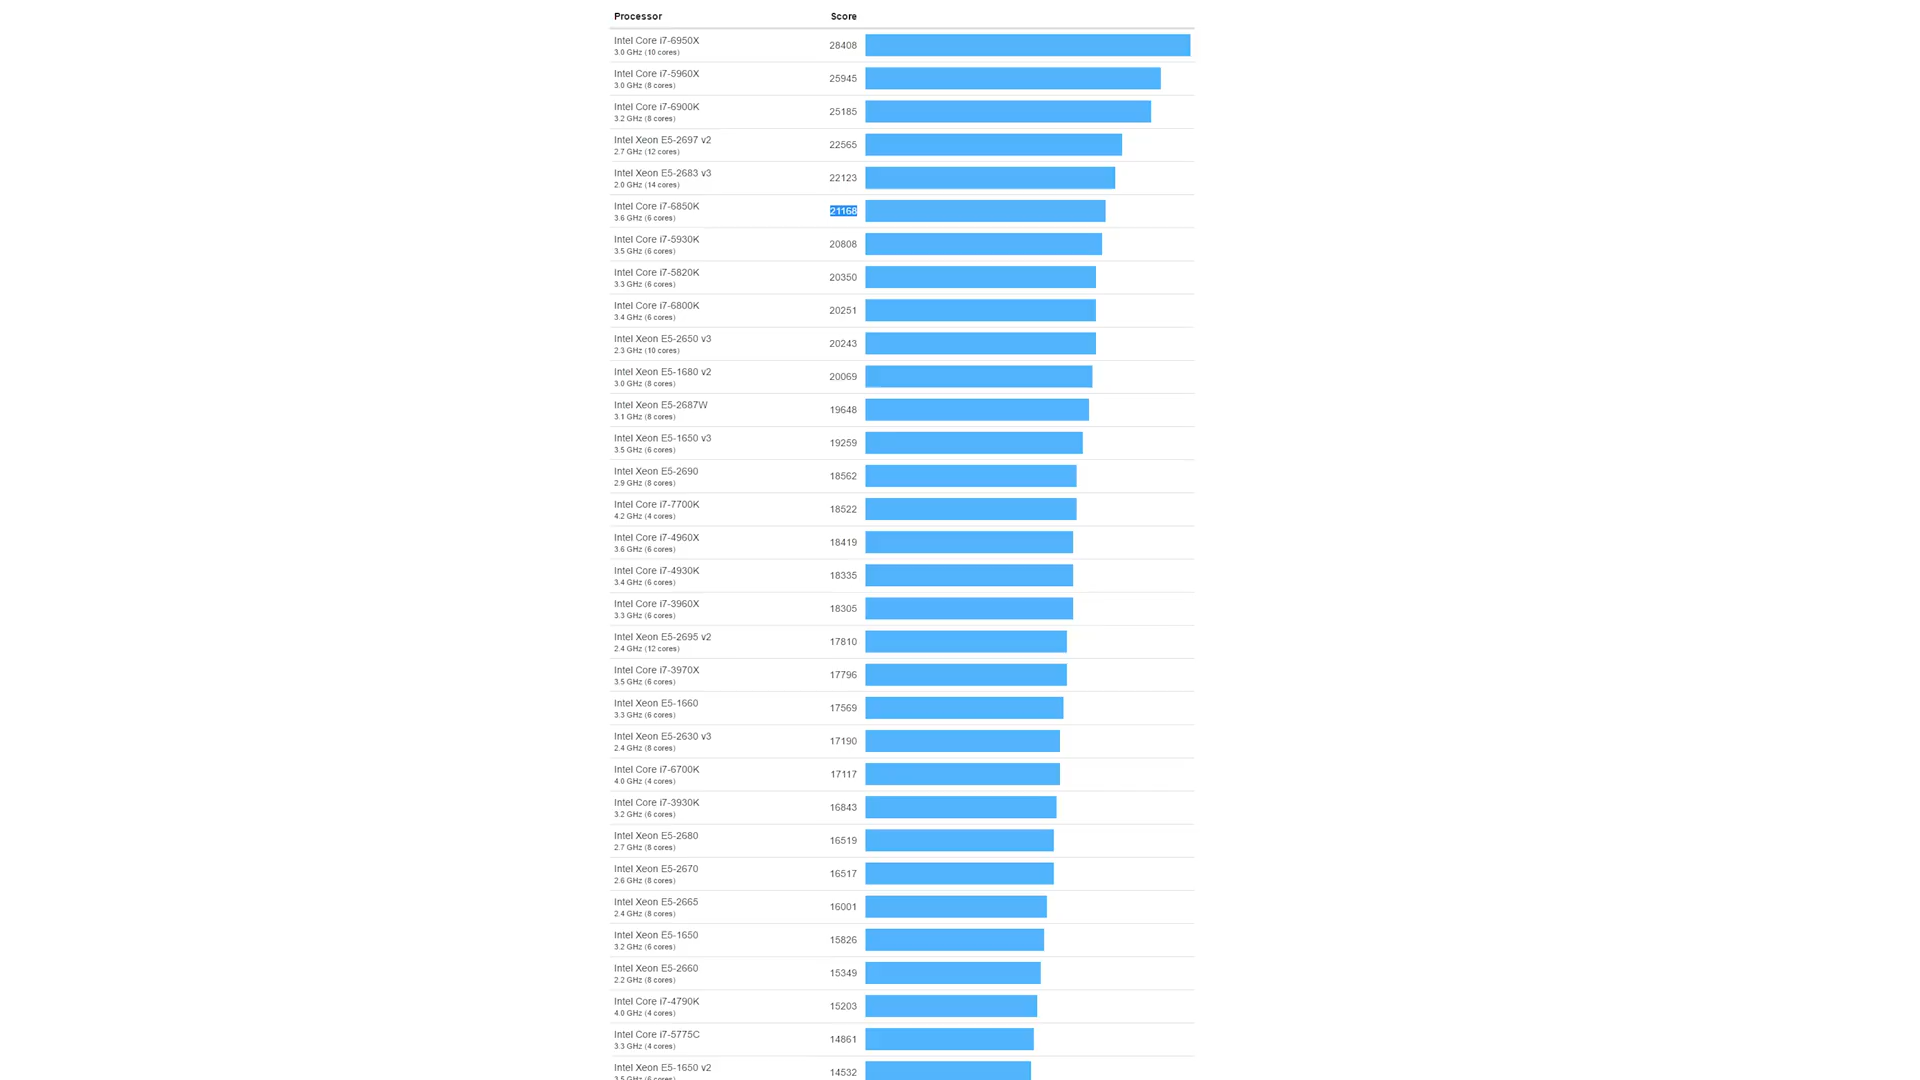 Processor Score
Intel Core i7-6950X
3.0 GHz (10 cores)
28408
Intel Core i7-5960X
3.0 GHz (8 cores)
25945
Intel Core i7-6900K
3.2 GHz (8 cores)
25185
Intel Xeon E5-2697 v2
2.7 GHz (12 cores)
22565
Intel Xeon E5-2683 v3
2.0 GHz (14 cores)
22123
Intel Core i7-6850K
3.6 GHz (6 cores)
21168
Intel Core i7-5930K
3.5 GHz (6 cores)
20808
Intel Core i7-5820K
3.3 GHz (6 cores)
20350
Intel Core i7-6800K
3.4 GHz (6 cores)
20251
Intel Xeon E5-2650 v3
2.3 GHz (10 cores)
20243
Intel Xeon E5-1680 v2
3.0 GHz (8 cores)
20069
Intel Xeon E5-2687W
3.1 GHz (8 cores)
19648
Intel Xeon E5-1650 v3
3.5 GHz (6 cores)
19259
Intel Xeon E5-2690
2.9 GHz (8 cores)
18562
Intel Core i7-7700K
4.2 GHz (4 cores)
18522
Intel Core i7-4960X
3.6 GHz (6 cores)
18419
Intel Core i7-4930K
3.4 GHz (6 cores)
18335
Intel Core i7-3960X
3.3 GHz (6 cores)
18305
Intel Xeon E5-2695 v2
2.4 GHz (12 cores)
17810
Intel Core i7-3970X
3.5 GHz (6 cores)
17796
Intel Xeon E5-1660
3.3 GHz (6 cores)
17569
Intel Xeon E5-2630 v3
2.4 GHz (8 cores)
17190
Intel Core i7-6700K
4.0 GHz (4 cores)
17117
Intel Core i7-3930K
3.2 GHz (6 cores)
16843
Intel Xeon E5-2680
2.7 GHz (8 cores)
16519
Intel Xeon E5-2670
2.6 GHz (8 cores)
16517
Intel Xeon E5-2665
2.4 GHz (8 cores)
16001
Intel Xeon E5-1650
3.2 GHz (6 cores)
15826
Intel Xeon E5-2660
2.2 GHz (8 cores)
15349
Intel Core i7-4790K
4.0 GHz (4 cores)
15203
Intel Core i7-5775C
3.3 GHz (4 cores)
14861
Intel Xeon E5-1650 v2
3.5 GHz (6 cores)
14532